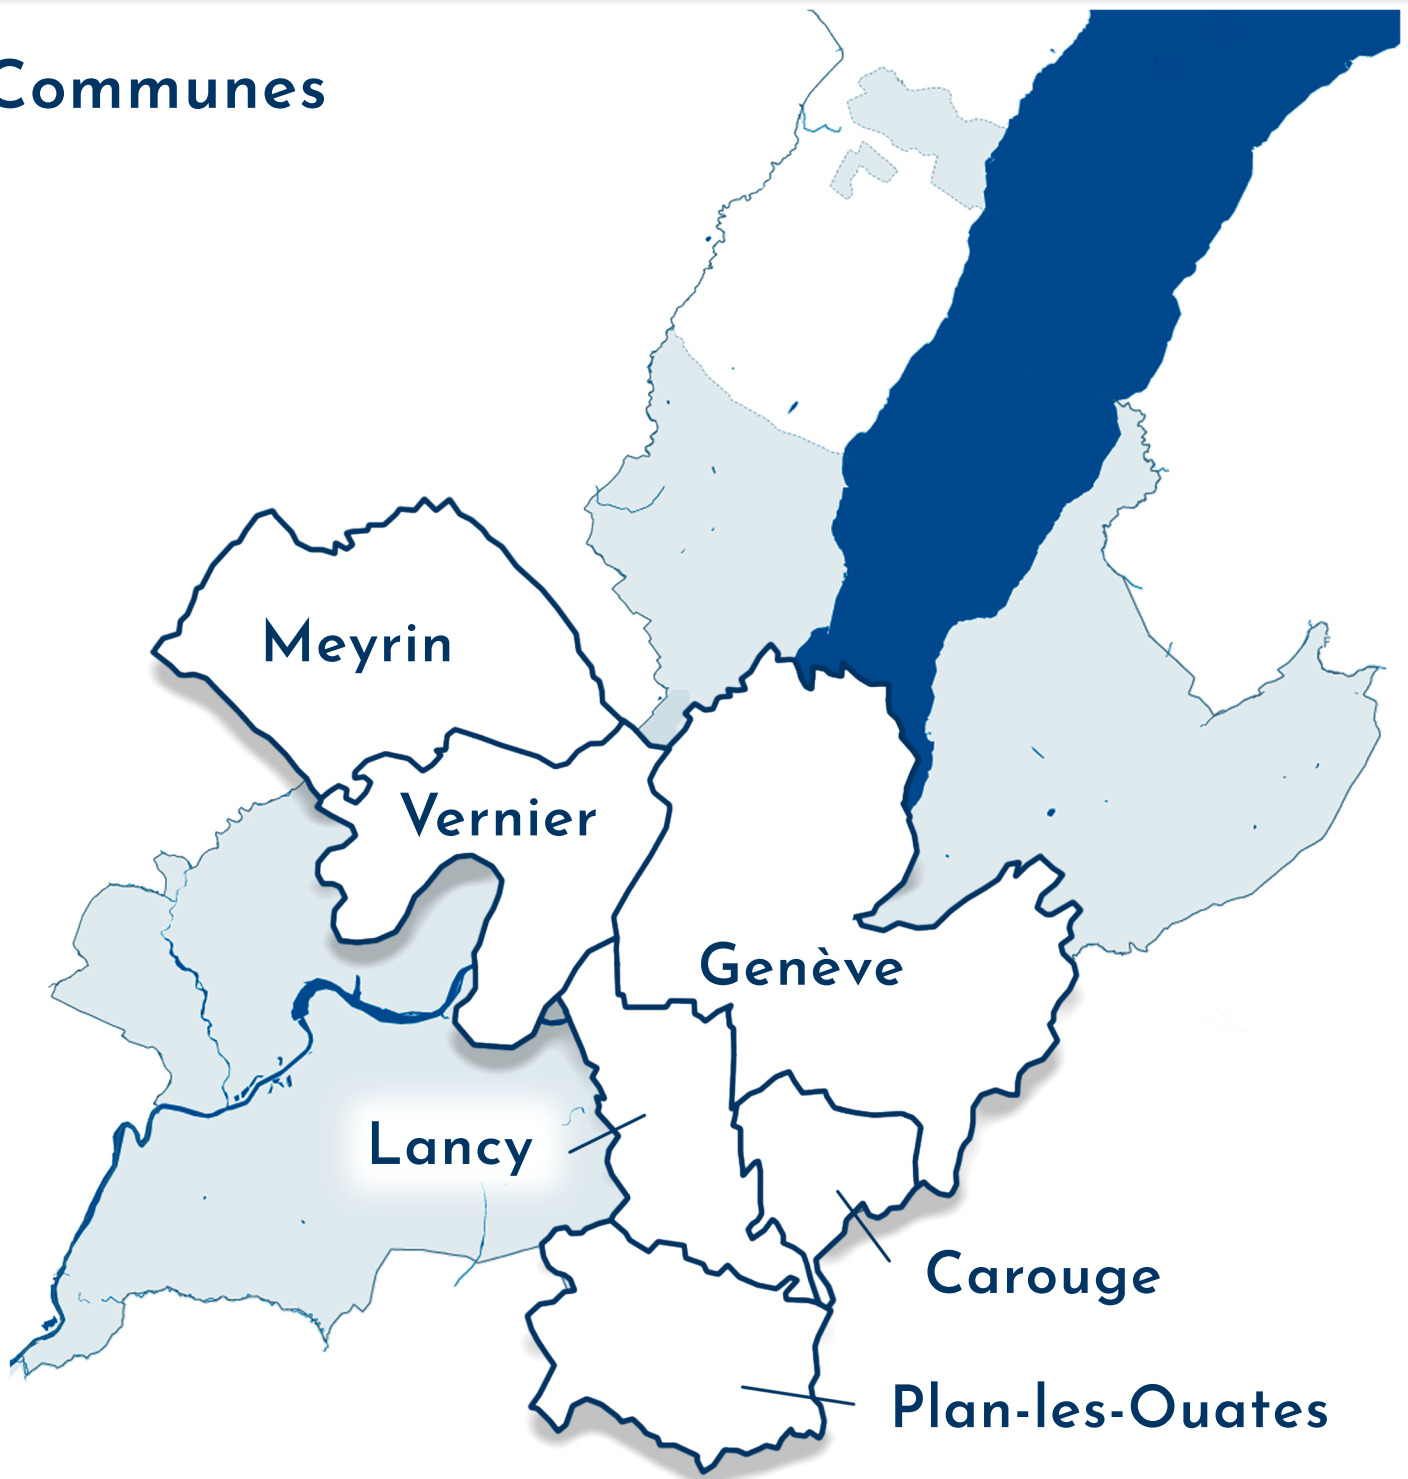 Communes
Meyrin
Vernier
Genève
Lancy
Carouge
Plan-les-Ouates